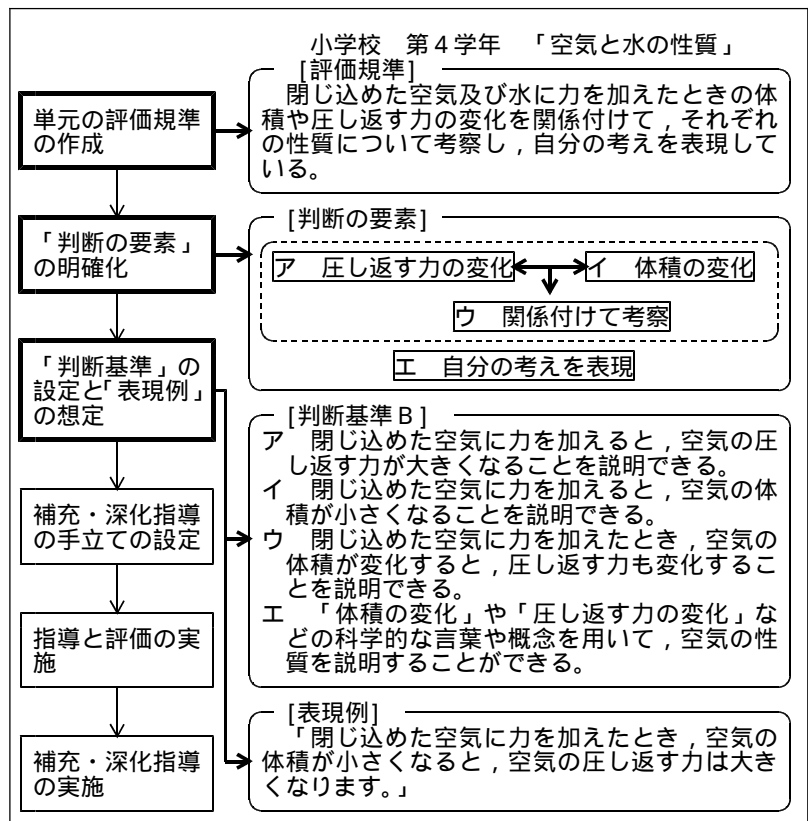 小学校 第4学年 「空気と水の性質」
単元の評価規準
の作成
[評価規準]
閉じ込めた空気及び水に力を加えたときの体
積や圧し返す力の変化を関係付けて，それぞれ
の性質について考察し，自分の考えを表現して
いる。
「判断の要素」
の明確化
[判断の要素]
ア 圧し返す力の変化
イ 体積の変化
ウ 関係付けて考察
エ 自分の考えを表現
「判断基準」の
設定と「表現例」
の想定
[判断基準Ｂ]
ア 閉じ込めた空気に力を加えると，空気の圧
し返す力が大きくなることを説明できる。
イ 閉じ込めた空気に力を加えると，空気の体
積が小さくなることを説明できる。
ウ 閉じ込めた空気に力を加えたとき，空気の
体積が変化すると，圧し返す力も変化するこ
とを説明できる。
エ 「体積の変化」や「圧し返す力の変化」な
どの科学的な言葉や概念を用いて，空気の性
質を説明することができる。
補充・深化指導
の手立ての設定
指導と評価の実
施
補充・深化指導
の実施
[表現例]
「閉じ込めた空気に力を加えたとき，空気の
体積が小さくなると，空気の圧し返す力は大き
くなります。」